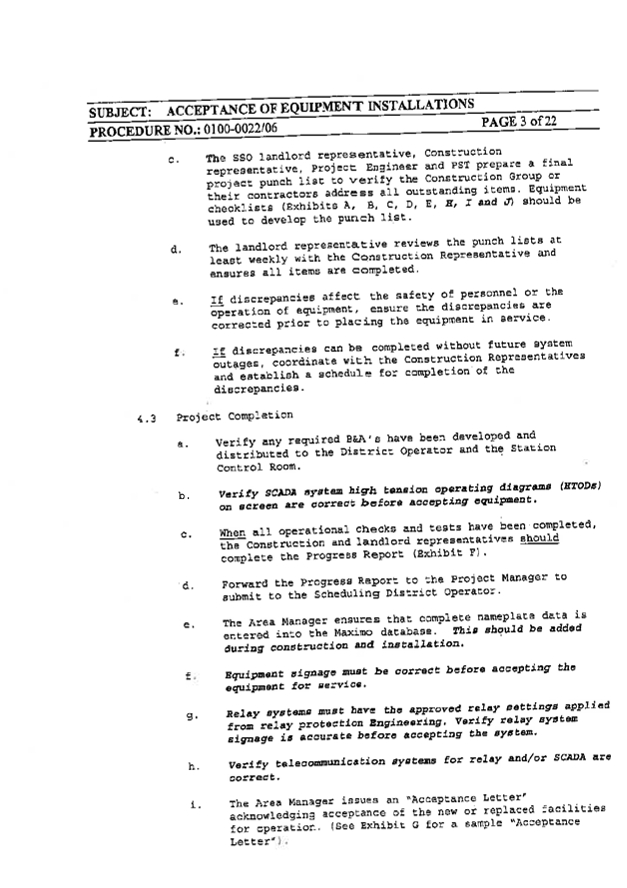 SUBJECT: ACCEPTANCE OF EQUIPMENT INSTALLATIONS
PROCEDURE NO.: 0100-0022/06 PAGE 3 of 22
c. The SSO landlord representative, Construction
representative, Project Engineer and PST prepare a final
project punch list to verify the Construction Group or
their contractors address all outstanding items. Equipment
checklists (Exhibits A, B, C, D, E, H, I and J) should be
used to develop the punch list.
d. The landlord representative reviews the punch lists at
least weekly with the Construction Representative and
ensures all items are completed.
e. If discrepancies affect the safety of personnel or the
operation of equipment, ensure the discrepancies are
corrected prior to placing the equipment in service.
f. If discrepancies can be completed without future system
outages, coordinate with the Construction Representatives
and establish a schedule for completion of the
discrepancies.
4.3 Project Completion
a. Verify any required B&A's have been developed and
distributed to the District Operator and the Station
Control Room.
b. Verify SCADA system high tension operating diagrams (HTODs)
on screen are correct before accepting equipment.
c. When all operational checks and tests have been completed,
the Construction and landlord representatives should
complete the Progress Report (Exhibit F).
d. Forward the Progress Report to the Project Manager to
submit to the Scheduling District Operator.
e. The Area Manager ensures that complete nameplate data is
entered into the Maximo database. This should be added
during construction and installation.
f. Equipment signage must be correct before accepting the
equipment for service.
g. Relay systems must have the approved relay settings applied
from relay protection Engineering. Verify relay system
signage is accurate before accepting the system.
h. Verify telecommunication systems for relay and/or SCADA are
correct.
i. The Area Manager issues an "Acceptance Letter"
acknowledging acceptance of the new or replaced facilities
for operation. (See Exhibit G for a sample "Acceptance
Letter").